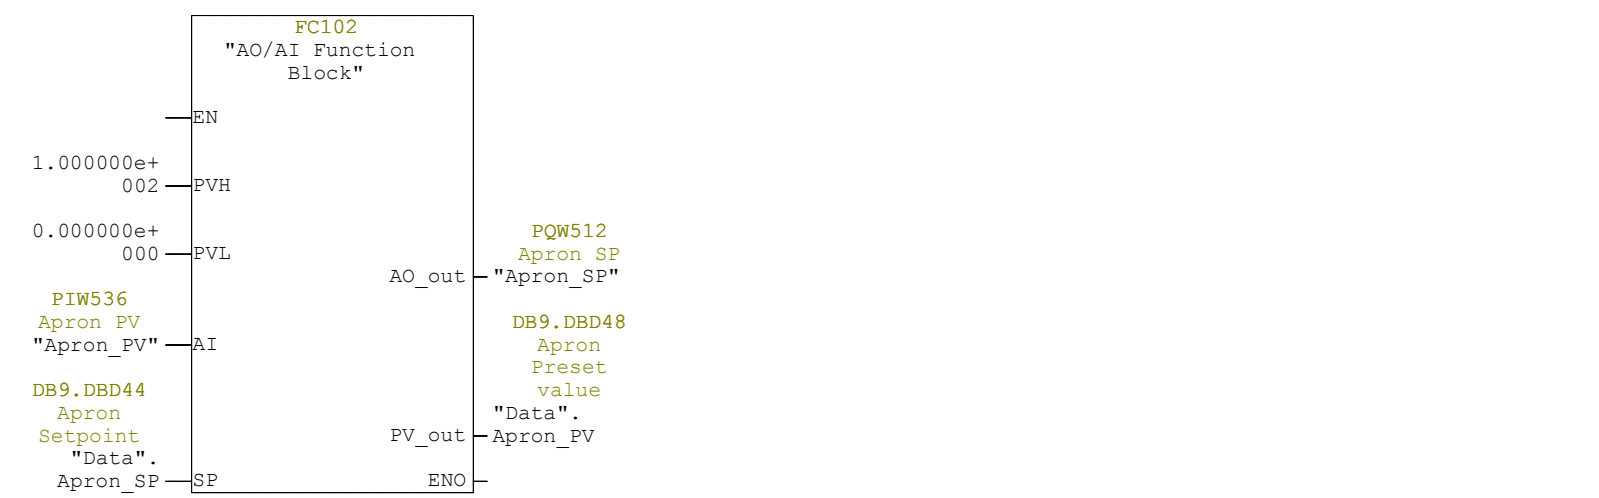 FC102
"AO/AI Function
Block"
EN
1.000000e+
002
PVH
0.000000e+
000
PVL
PIW536
Apron PV
"Apron_PV"
AI
DB9.DBD44
Apron
Setpoint
"Data".
Apron_SP
SP
PQW512
Apron SP
AO_out
"Apron_SP"
DB9.DBD48
Apron
Preset
value
"Data".
PV_out
Apron_PV
ENO